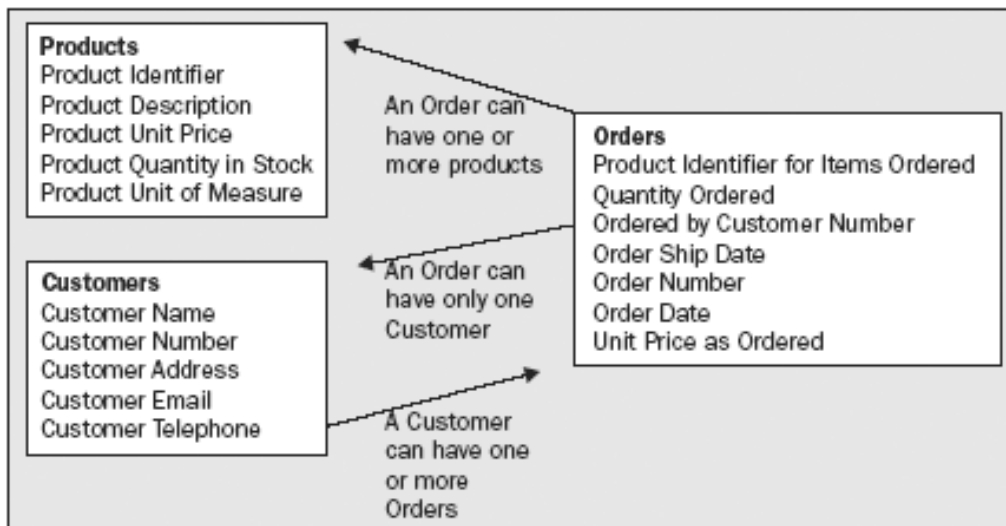 Products
Product Identifier
Product Description
Product Unit Price
Product Quantity in Stock
Product Unit of Measure
An Order can
have one or
more products
Orders
Product Identifier for Items Ordered
Quantity Ordered
Ordered by Customer Number
Order Ship Date
Order Number
Order Date
Unit Price as Ordered
Customers
Customer Name
Customer Number
Customer Address
Customer Email
Customer Telephone
An Order can
have only one
Customer
A Customer
can have one
or more
Orders